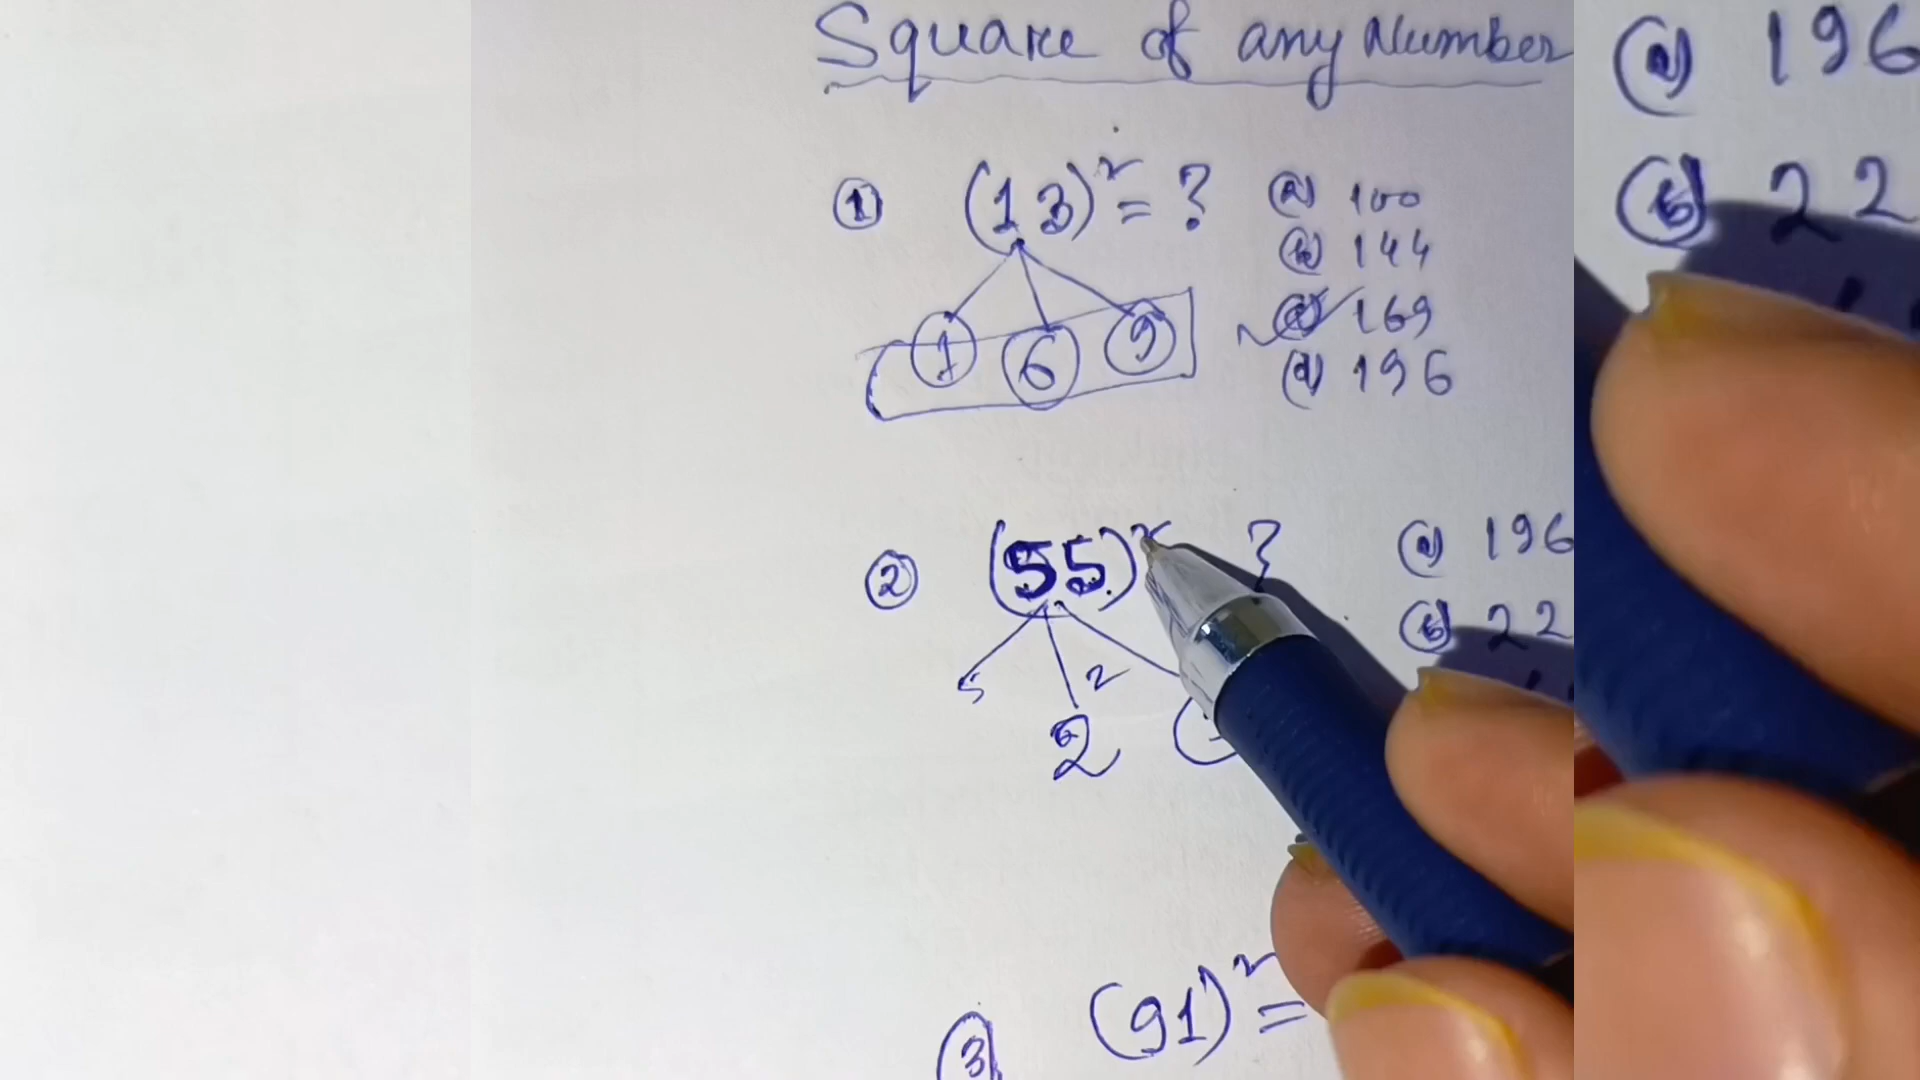 Square of any Number
① (13)² = ? ⓐ 100
ⓑ 144
1 6 9 ⓒ 169
ⓓ 196
② (55)² ? ⓐ 196
ⓑ 22
5 2
2
③ (91)² =
ⓐ 196
ⓑ 22